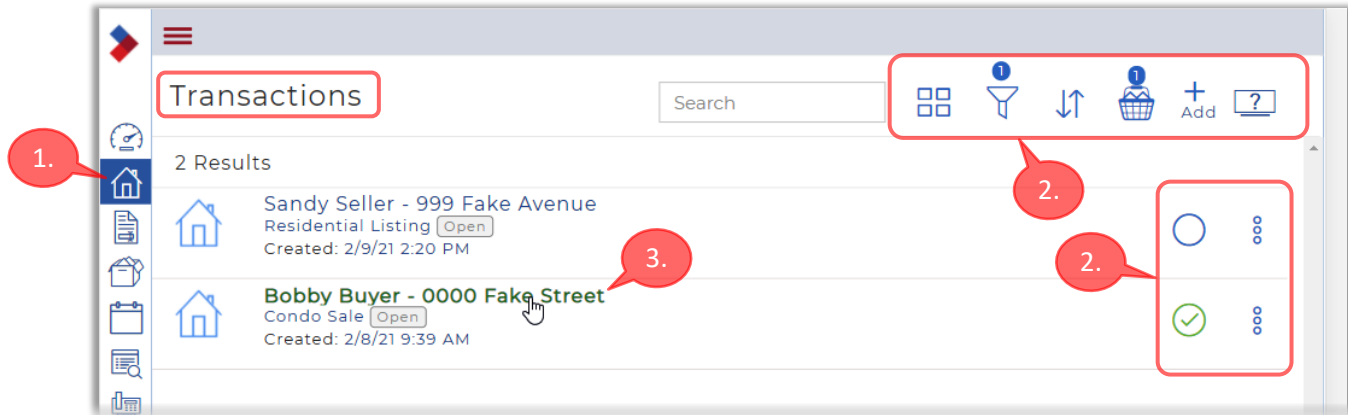 1
1
Transactions
Search
Add
?
1.
2 Results
2.
Sandy Seller - 999 Fake Avenue
Residential Listing Open
Created: 2/9/21 2:20 PM
3.
2.
Bobby Buyer - 0000 Fake Street
Condo Sale Open
Created: 2/8/21 9:39 AM